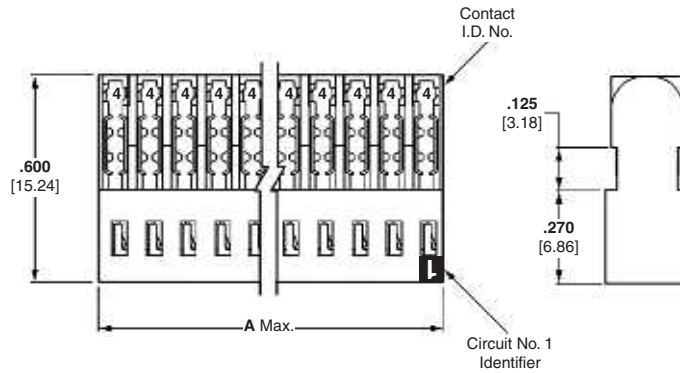 Contact
I.D. No.
4 4 4 4 4 4 4 4 4 4
.125
[3.18]
.600
[15.24]
.270
[6.86]
1
A Max.
Circuit No. 1
Identifier